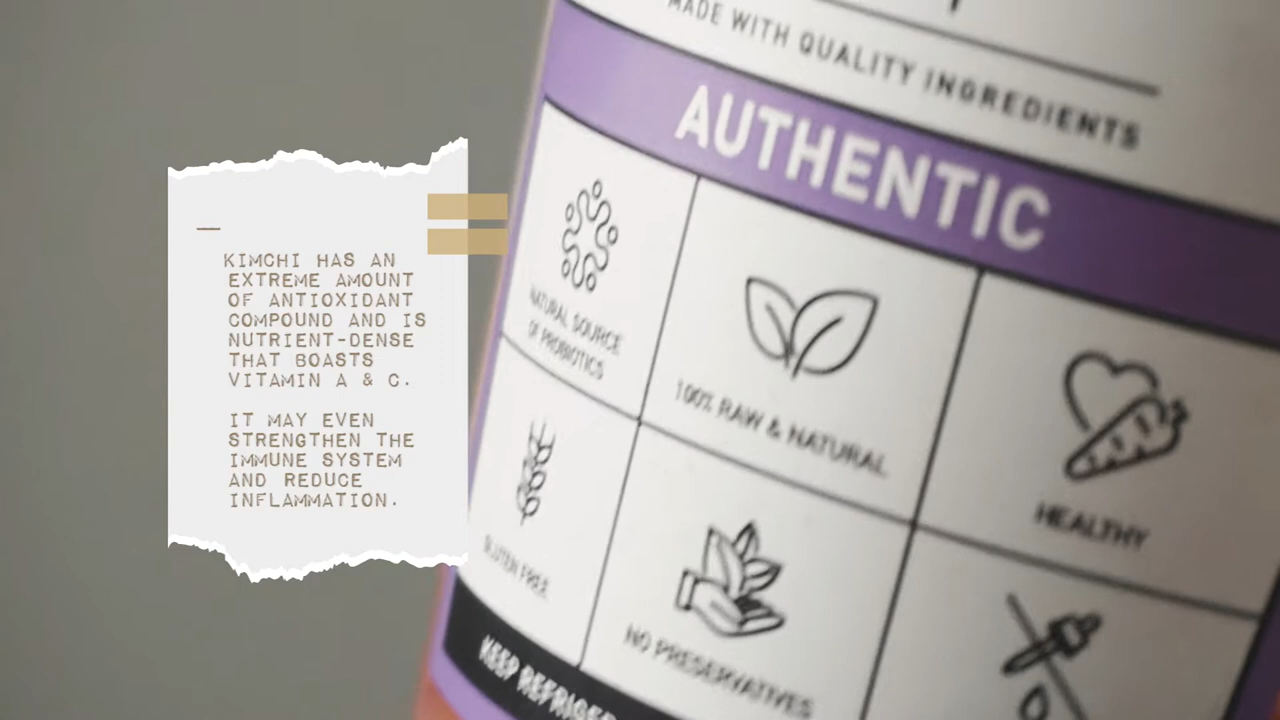 KIMCHI HAS AN
EXTREME AMOUNT
OF ANTIOXIDANT
COMPOUND AND IS
NUTRIENT-DENSE
THAT BOASTS
VITAMIN A & C.
IT MAY EVEN
STRENGTHEN THE
IMMUNE SYSTEM
AND REDUCE
INFLAMMATION.
MADE WITH QUALITY INGREDIENTS
AUTHENTIC
NATURAL SOURCE
OF PROBIOTICS
100% RAW & NATURAL
HEALTHY
GLUTEN FREE
NO PRESERVATIVES
KEEP